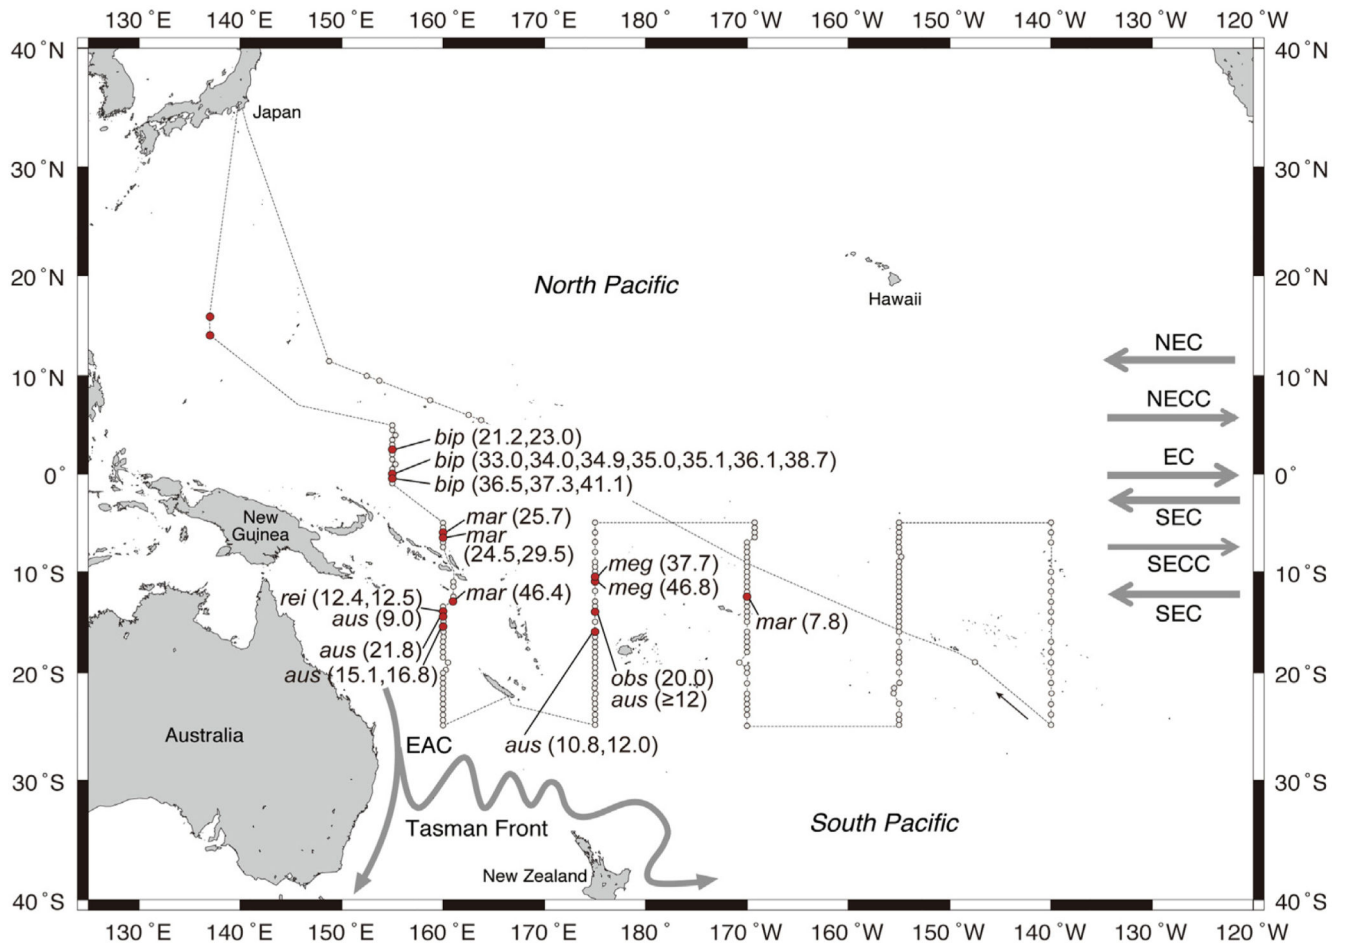 130°E 140°E 150°E 160°E 170°E 180° 170°W 160°W 150°W 140°W 130°W 120°W
40°N 40°N
Japan
30°N 30°N
20°N North Pacific 20°N
Hawaii
NEC
10°N 10°N
NECC
bip (21.2,23.0)
bip (33.0,34.0,34.9,35.0,35.1,36.1,38.7)
EC
0° 0°
bip (36.5,37.3,41.1)
SEC
mar (25.7)
New
Guinea
mar
(24.5,29.5)
SECC
10°S 10°S
meg (37.7)
meg (46.8)
rei (12.4,12.5)
mar (46.4)
aus (9.0)
mar (7.8)
SEC
aus (21.8)
aus (15.1,16.8)
20°S 20°S
obs (20.0)
aus (≥12)
Australia
EAC
aus (10.8,12.0)
30°S 30°S
Tasman Front
South Pacific
New Zealand
40°S 40°S
130°E 140°E 150°E 160°E 170°E 180° 170°W 160°W 150°W 140°W 130°W 120°W